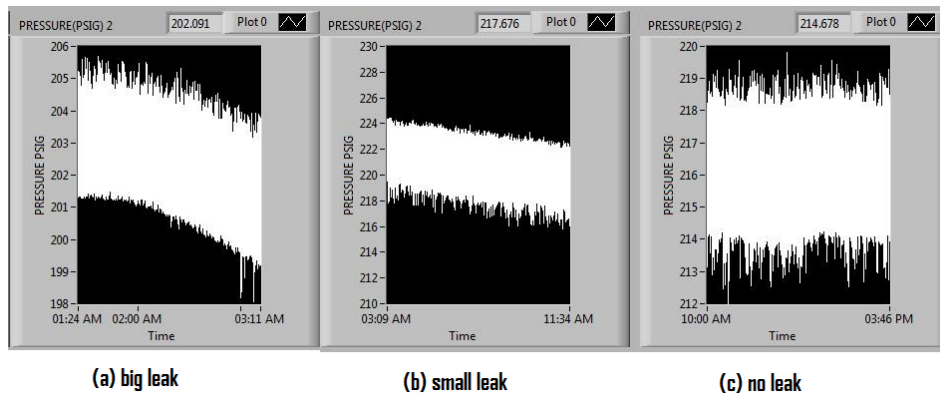 PRESSURE(PSIG) 2 202.091 Plot 0
206
205
204
203
202
201
200
199
198
PRESSURE PSIG
01:24 AM 02:00 AM 03:11 AM
Time
(a) big leak
PRESSURE(PSIG) 2 217.676 Plot 0
230
228
226
224
222
220
218
216
214
212
210
PRESSURE PSIG
03:09 AM 11:34 AM
Time
(b) small leak
PRESSURE(PSIG) 2 214.678 Plot 0
220
219
218
217
216
215
214
213
212
PRESSURE PSIG
10:00 AM 03:46 PM
Time
(c) no leak